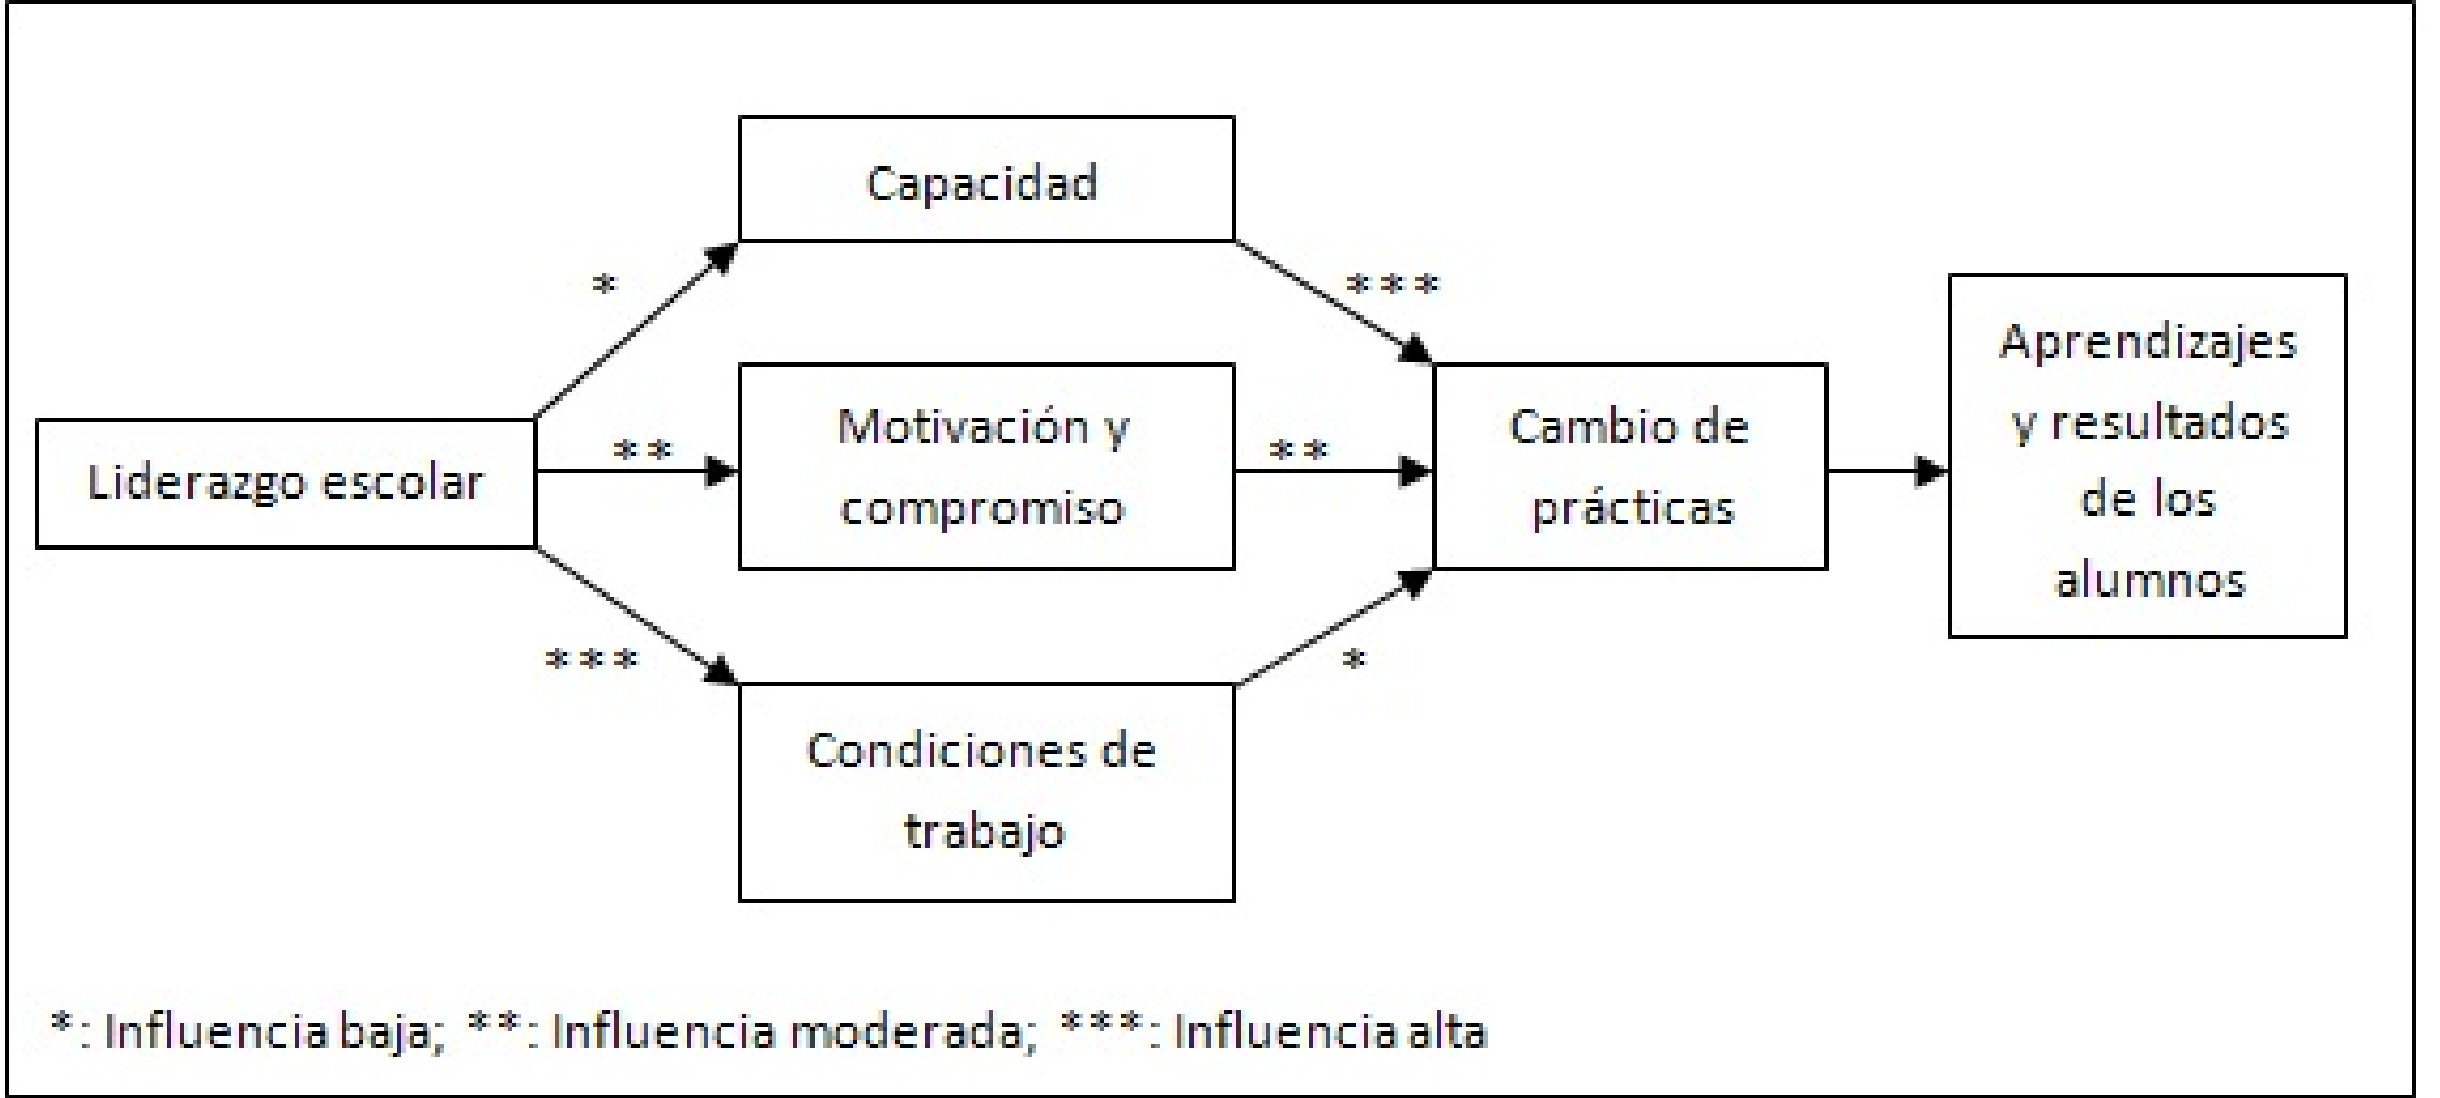 Capacidad
*
***
Liderazgo escolar
**
Motivación y
compromiso
**
Cambio de
prácticas
Aprendizajes
y resultados
de los
alumnos
***
*
Condiciones de
trabajo
*: Influencia baja; **: Influencia moderada; ***: Influencia alta